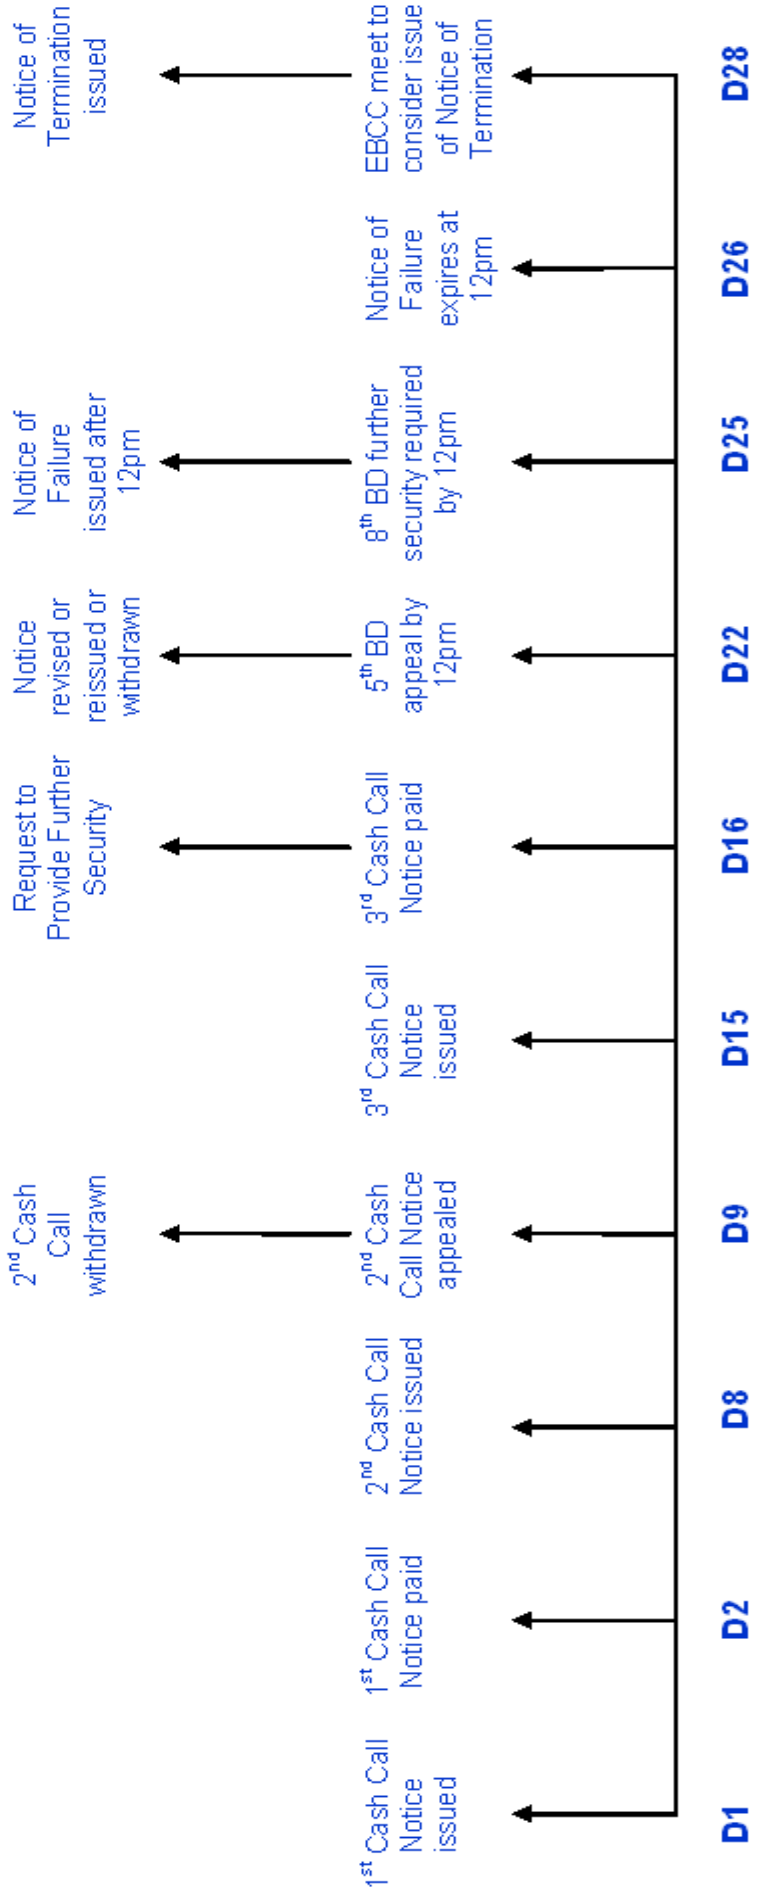 2nd Cash
Call
withdrawn
Request to
Provide Further
Security
Notice
revised or
reissued or
withdrawn
Notice of
Failure
issued after
12pm
Notice of
Termination
issued
1st Cash Call
Notice
issued
1st Cash Call
Notice paid
2nd Cash Call
Notice issued
2nd Cash
Call Notice
appealed
3rd Cash Call
Notice
issued
3rd Cash Call
Notice paid
5th BD
appeal by
12pm
8th BD further
security required
by 12pm
Notice of
Failure
expires at
12pm
EBCC meet to
consider issue
of Notice of
Termination
D1
D2
D8
D9
D15
D16
D22
D25
D26
D28